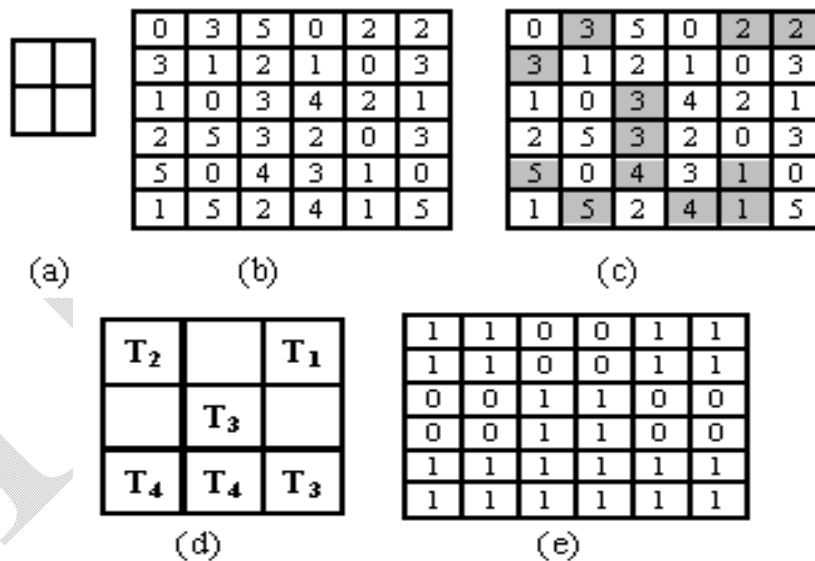 0 3 5 0 2 2 0 3 5 0 2 2
3 1 2 1 0 3 3 1 2 1 0 3
1 0 3 4 2 1 1 0 3 4 2 1
2 5 3 2 0 3 2 5 3 2 0 3
5 0 4 3 1 0 5 0 4 3 1 0
1 5 2 4 1 5 1 5 2 4 1 5
(a) (b) (c)
T₂ T₁
T₃
T₄ T₄ T₃
1 1 0 0 1 1
1 1 0 0 1 1
0 0 1 1 0 0
0 0 1 1 0 0
1 1 1 1 1 1
1 1 1 1 1 1
(d) (e)